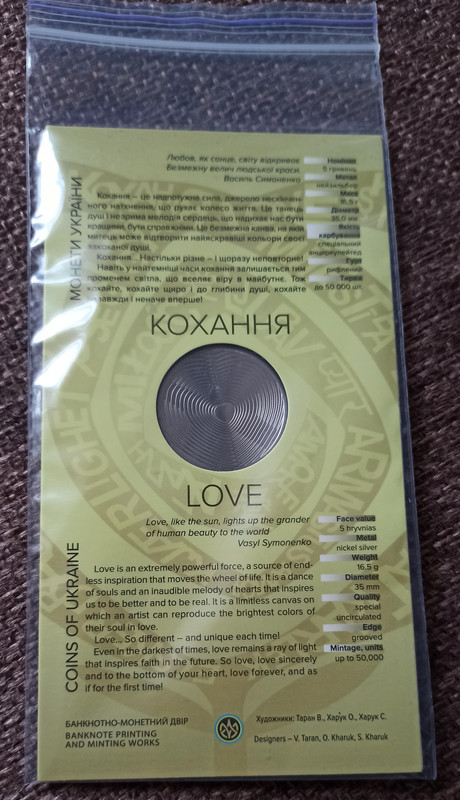 МОНЕТИ УКРАЇНИ
Любов, як сонце, світу відкриває
Безмежну велич людської краси.
Василь Симоненко
Кохання – це надпотужна сила, джерело нескінчен-
ного натхнення, що рухає колесо життя. Це танець
душ і незрима мелодія сердець, що надихає нас бути
кращими, бути справжніми. Це безмежна канва, на якій
митець може відтворити найяскравіші кольори своєї
закоханої душі.
Кохання... Настільки різне – і щоразу неповторне!
Навіть у найтемніші часи кохання залишається тим
променем світла, що вселяє віру в майбутнє. Тож
кохайте, кохайте щиро і до глибини душі, кохайте
назавжди і неначе вперше!
Номінал
5 гривень
Метал
нейзильбер
Маса
16,5 г
Діаметр
35,0 мм
Якість
карбування
спеціальний
анциркулейтед
Гурт
рифлений
Тираж
до 50 000 шт.
КОХАННЯ
LOVE
COINS OF UKRAINE
Love, like the sun, lights up the grander
of human beauty to the world
Vasyl Symonenko
Love is an extremely powerful force, a source of end-
less inspiration that moves the wheel of life. It is a dance
of souls and an inaudible melody of hearts that inspires
us to be better and to be real. It is a limitless canvas on
which an artist can reproduce the brightest colors of
their soul in love.
Love... So different – and unique each time!
Even in the darkest of times, love remains a ray of light
that inspires faith in the future. So love, love sincerely
and to the bottom of your heart, love forever, and as
if for the first time!
Face value
5 hryvnias
Metal
nickel silver
Weight
16.5 g
Diameter
35 mm
Quality
special
uncirculated
Edge
grooved
Mintage, units
up to 50,000
БАНКНОТНО-МОНЕТНИЙ ДВІР
BANKNOTE PRINTING
AND MINTING WORKS
Художники: Таран В., Харук О., Харук С.
Designers – V. Taran, O. Kharuk, S. Kharuk